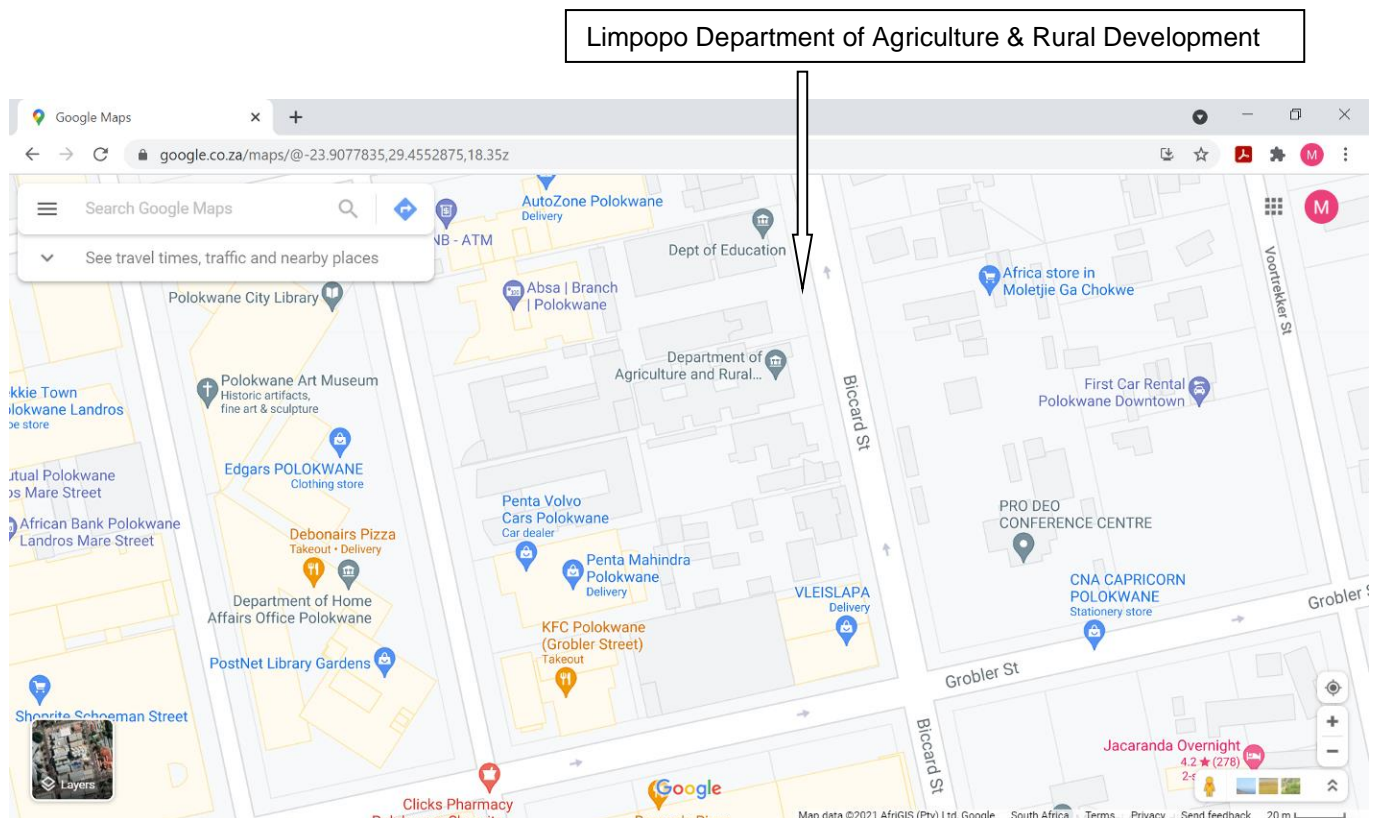 Limpopo Department of Agriculture & Rural Development
Google Maps
google.co.za/maps/@-23.9077835,29.4552875,18.35z
M
Search Google Maps
See travel times, traffic and nearby places
M
AutoZone Polokwane
Delivery
NB - ATM
Dept of Education
Polokwane City Library
Absa | Branch
| Polokwane
Africa store in
Moletjie Ga Chokwe
Voortrekker St
Department of
Agriculture and Rural...
Polokwane Art Museum
Historic artifacts,
fine art & sculpture
kkie Town
olokwane Landros
oe store
Biccard St
First Car Rental
Polokwane Downtown
Edgars POLOKWANE
Clothing store
utual Polokwane
os Mare Street
African Bank Polokwane
Landros Mare Street
Penta Volvo
Cars Polokwane
Car dealer
PRO DEO
CONFERENCE CENTRE
Debonairs Pizza
Takeout • Delivery
Penta Mahindra
Polokwane
Delivery
Department of Home
Affairs Office Polokwane
VLEISLAPA
Delivery
CNA CAPRICORN
POLOKWANE
Stationery store
Grobler
KFC Polokwane
(Grobler Street)
Takeout
PostNet Library Gardens
Grobler St
Shoprite Schoeman Street
Biccard St
Jacaranda Overnight
4.2 ★ (278)
Layers
Clicks Pharmacy
Google
Map data ©2021 AfriGIS (Pty) Ltd, Google South Africa Terms Privacy Send feedback 20 m